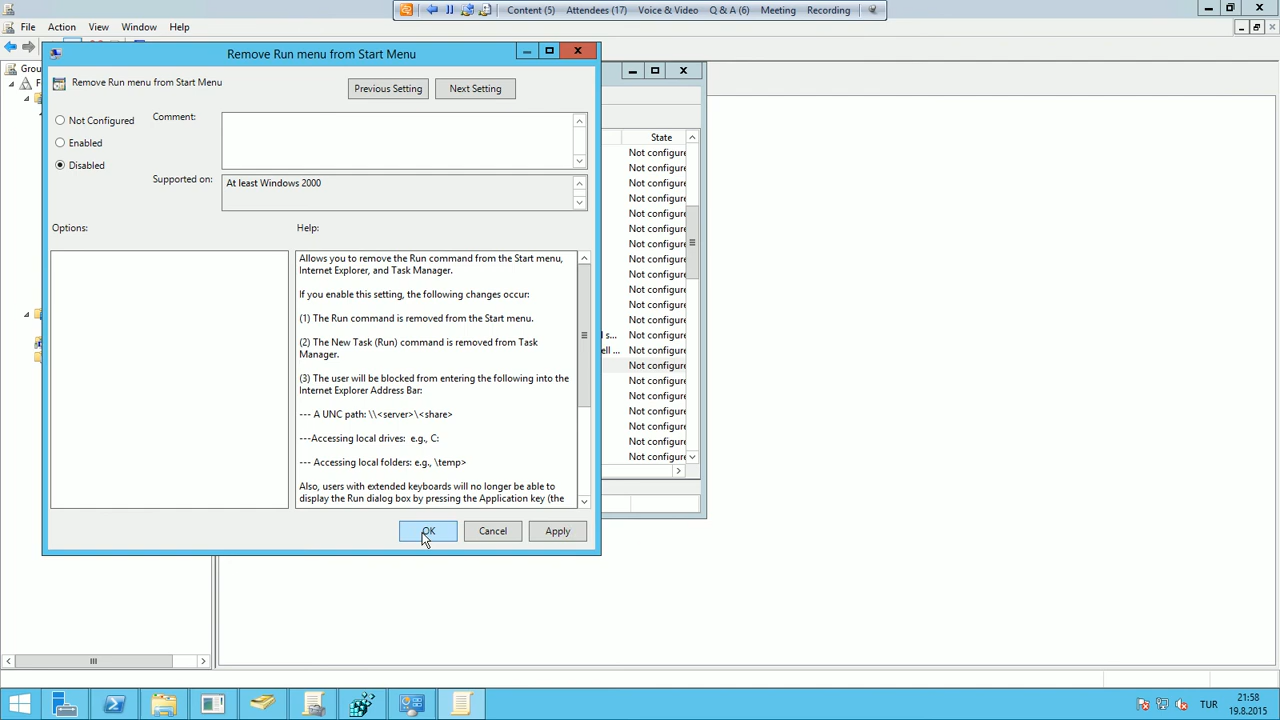 Content (5) Attendees (17) Voice & Video Q & A (6) Meeting Recording
File Action View Window Help
Remove Run menu from Start Menu
Grou
Remove Run menu from Start Menu
Previous Setting Next Setting
Not Configured
Enabled
Disabled
Comment:
Supported on:
At least Windows 2000
Options:
Help:
Allows you to remove the Run command from the Start menu,
Internet Explorer, and Task Manager.
If you enable this setting, the following changes occur:
(1) The Run command is removed from the Start menu.
(2) The New Task (Run) command is removed from Task
Manager.
(3) The user will be blocked from entering the following into the
Internet Explorer Address Bar:
--- A UNC path: \\<server>\<share>
---Accessing local drives: e.g., C:
--- Accessing local folders: e.g., \temp>
Also, users with extended keyboards will no longer be able to
display the Run dialog box by pressing the Application key (the
OK Cancel Apply
State
Not configure
Not configure
Not configure
Not configure
Not configure
Not configure
Not configure
Not configure
Not configure
Not configure
Not configure
Not configure
l s... Not configure
ell ... Not configure
Not configure
Not configure
Not configure
Not configure
Not configure
Not configure
Not configure
TUR
21:58
19.8.2015